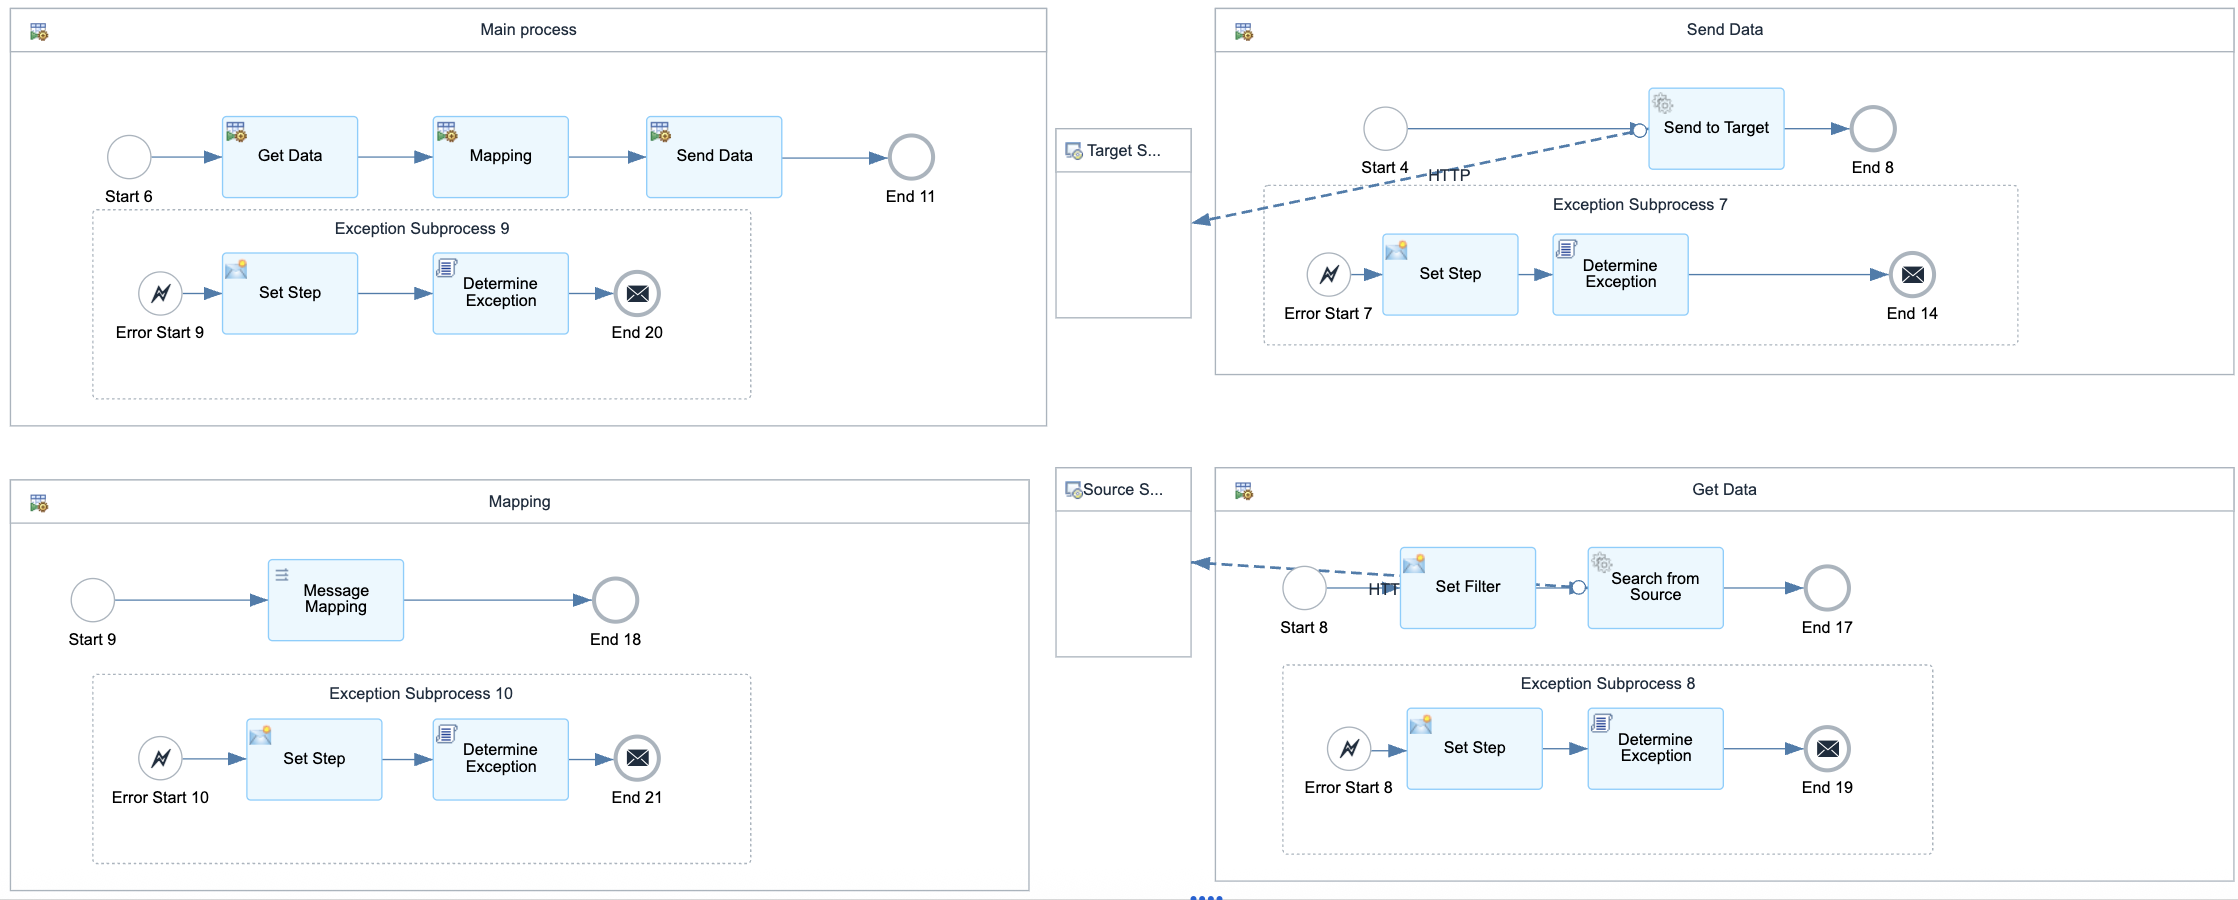 Main process
Get Data
Mapping
Send Data
Start 6
End 11
Exception Subprocess 9
Set Step
Determine
Exception
Error Start 9
End 20
Target S...
Send Data
Send to Target
Start 4
HTTP
End 8
Exception Subprocess 7
Set Step
Determine
Exception
Error Start 7
End 14
Mapping
Message
Mapping
Start 9
End 18
Exception Subprocess 10
Set Step
Determine
Exception
Error Start 10
End 21
Source S...
Get Data
HTT
Set Filter
Search from
Source
Start 8
End 17
Exception Subprocess 8
Set Step
Determine
Exception
Error Start 8
End 19